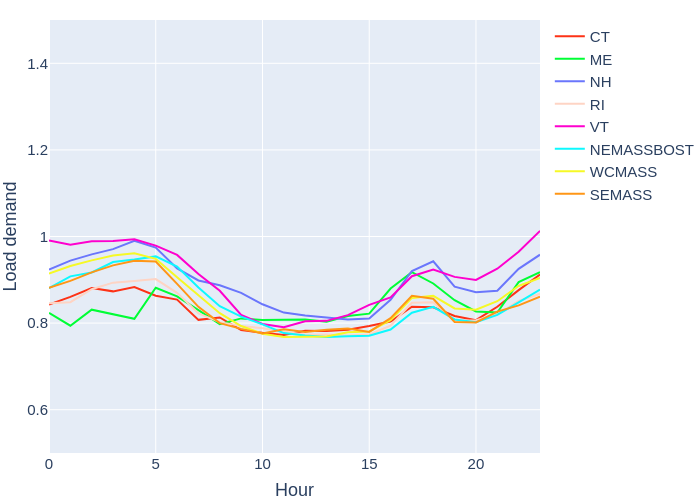 1.4
1.2
1
0.8
0.6
0
5
10
15
20
Hour
Load demand
CT
ME
NH
RI
VT
NEMASSBOST
WCMASS
SEMASS